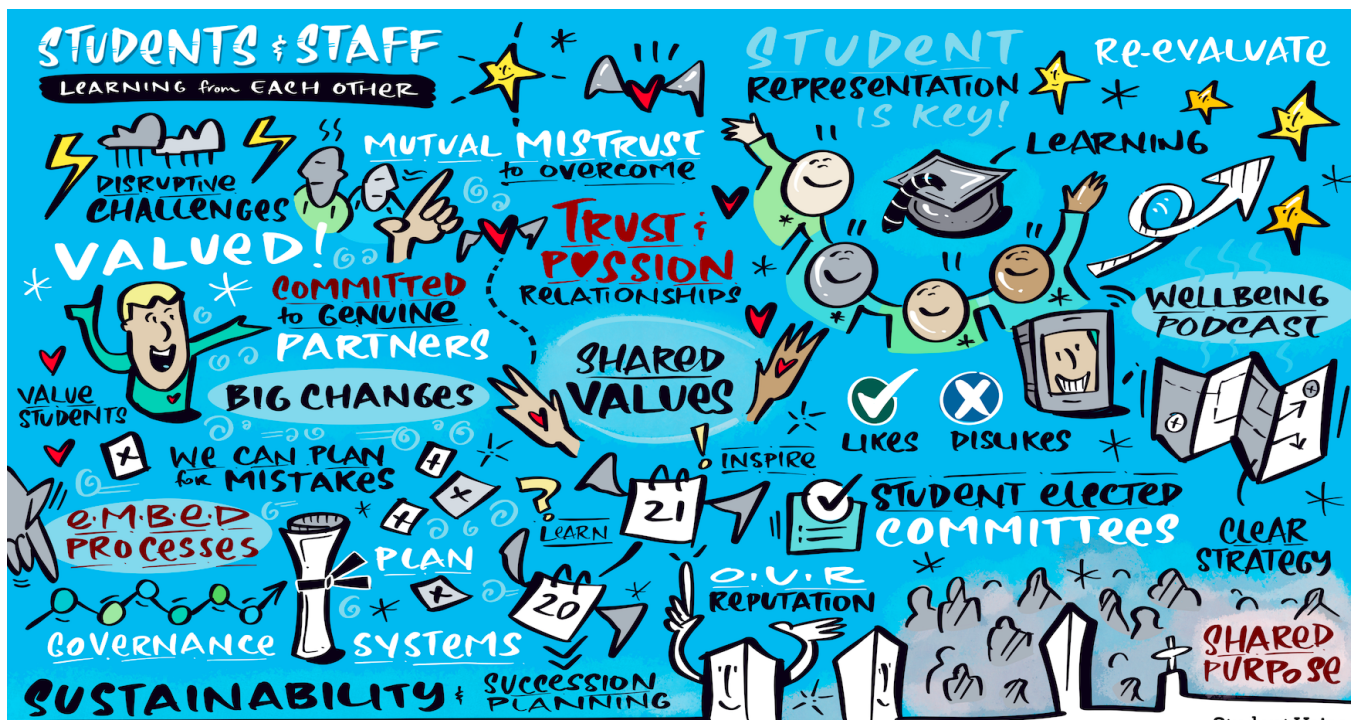 STUDENTS & STAFF
LEARNING from EACH OTHER
DISRUPTIVE
CHALLENGES
MUTUAL MISTRUST
to OVERCOME
VALUED!
COMMITTED
to GENUINE
PARTNERS
VALUE
STUDENTS
BIG CHANGES
TRUST &
PASSION
RELATIONSHIPS
SHARED
VALUES
STUDENT
REPRESENTATION
IS KEY!
RE-EVALUATE
LEARNING
WELLBEING
PODCAST
LIKES
DISLIKES
WE CAN PLAN
for MISTAKES
E.M.B.E.D
PROCESSES
PLAN
GOVERNANCE
SYSTEMS
SUSTAINABILITY &
SUCCESSION
PLANNING
! INSPIRE
21
?
LEARN
20
O.U.R
REPUTATION
STUDENT ELECTED
COMMITTEES
CLEAR
STRATEGY
SHARED
PURPOSE